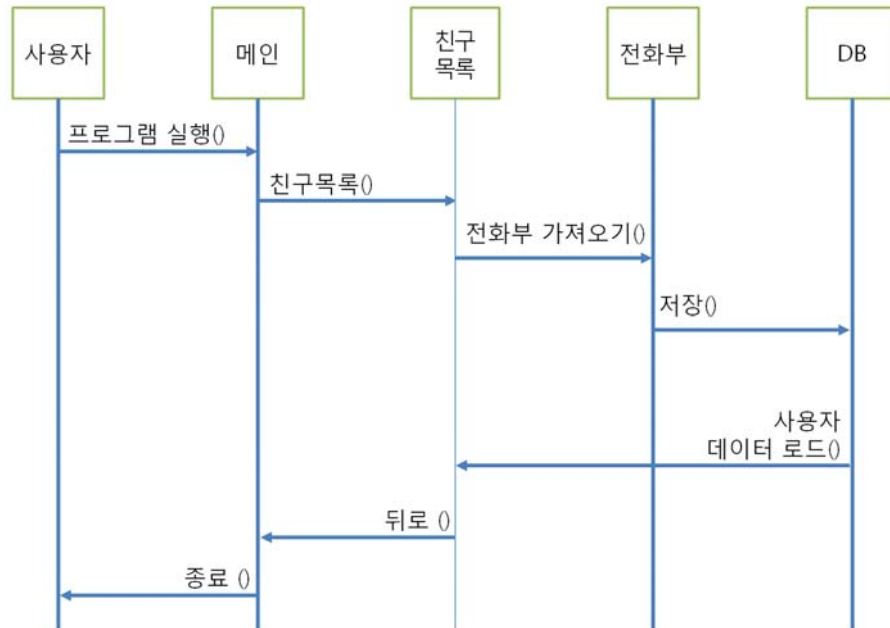 사용자
메인
친구
목록
전화부
DB
프로그램 실행()
친구목록()
전화부 가져오기()
저장()
사용자
데이터 로드()
뒤로 ()
종료 ()